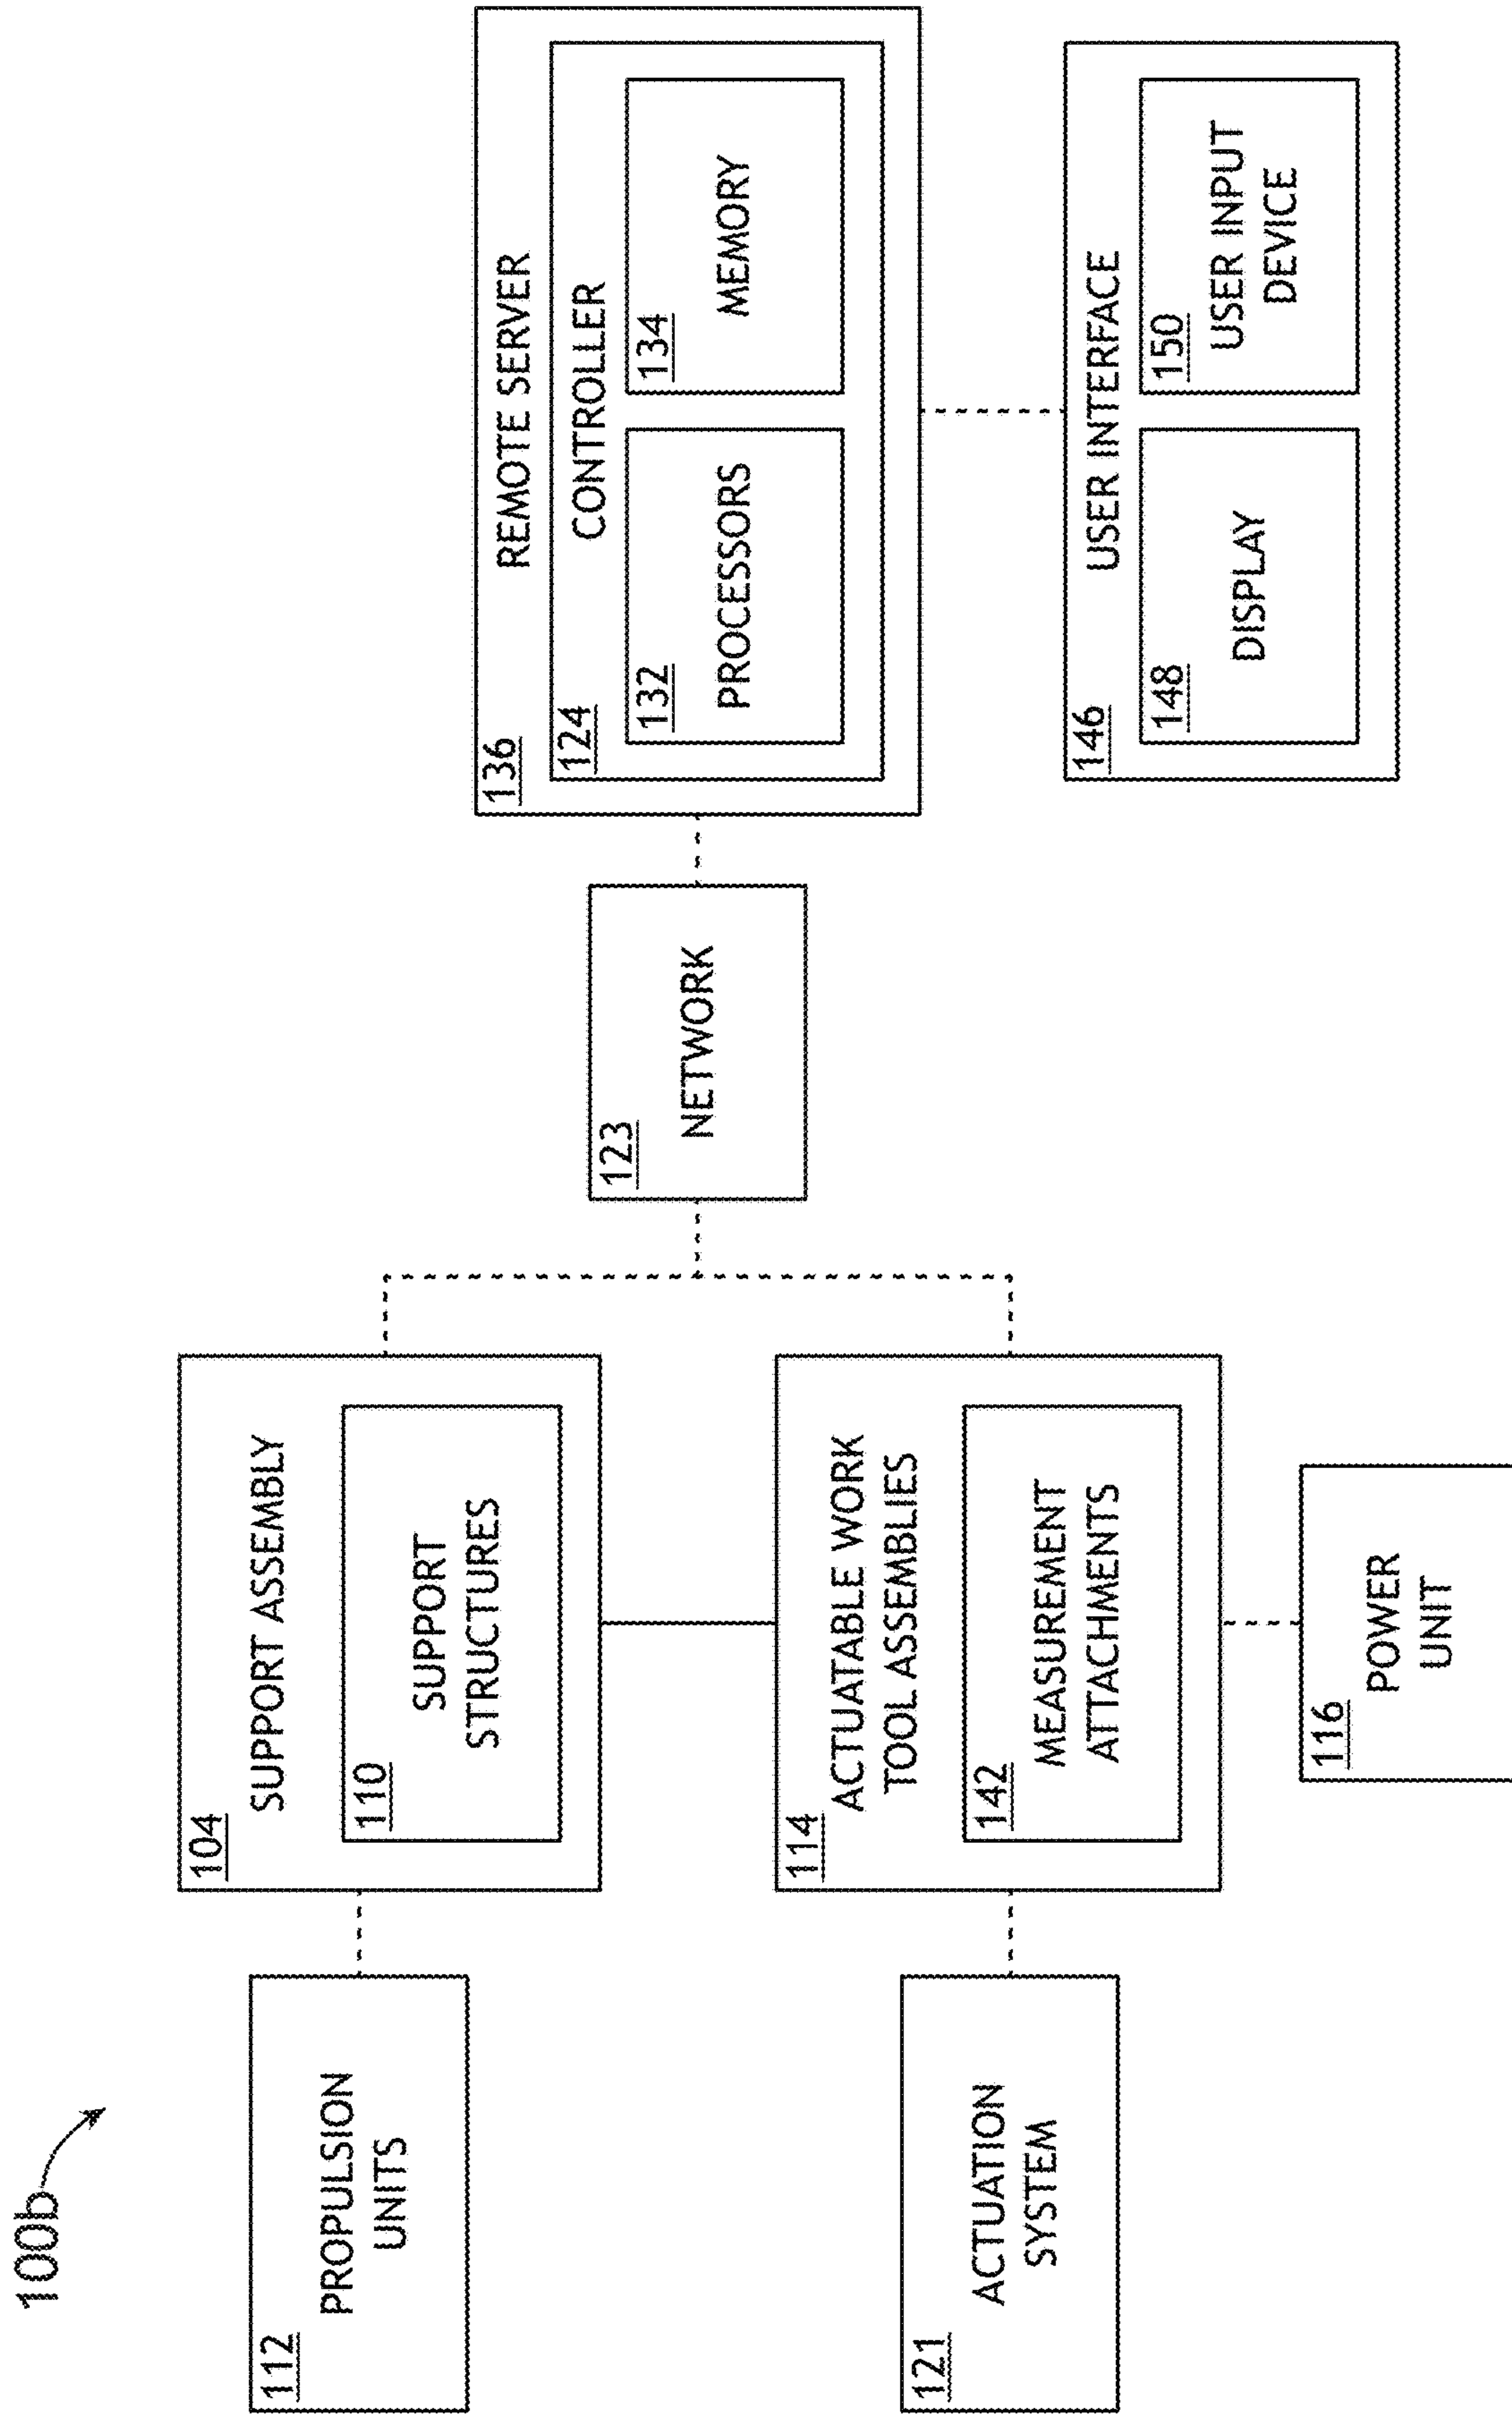 100b
112
PROPULSION
UNITS
104
SUPPORT ASSEMBLY
110
SUPPORT
STRUCTURES
121
ACTUATION
SYSTEM
114
ACTUATABLE WORK
TOOL ASSEMBLIES
142
MEASUREMENT
ATTACHMENTS
116
POWER
UNIT
123
NETWORK
136
REMOTE SERVER
124
CONTROLLER
132
PROCESSORS
134
MEMORY
146
USER INTERFACE
148
DISPLAY
150
USER INPUT
DEVICE